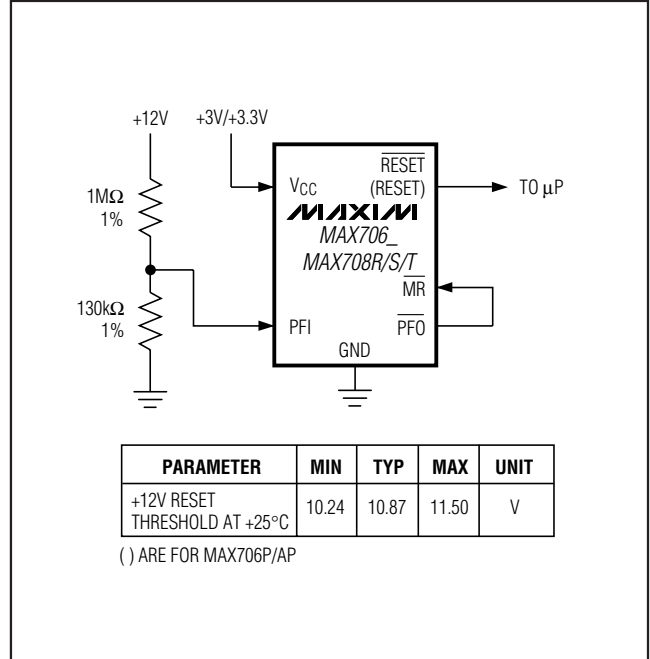 +12V
+3V/+3.3V
1MΩ
1%
130kΩ
1%
VCC
RESET
(RESET)
TO μP
MAXIM
MAX706_
MAX708R/S/T
MR
PFI
PFO
GND
PARAMETER MIN TYP MAX UNIT
+12V RESET
THRESHOLD AT +25°C 10.24 10.87 11.50 V
( ) ARE FOR MAX706P/AP